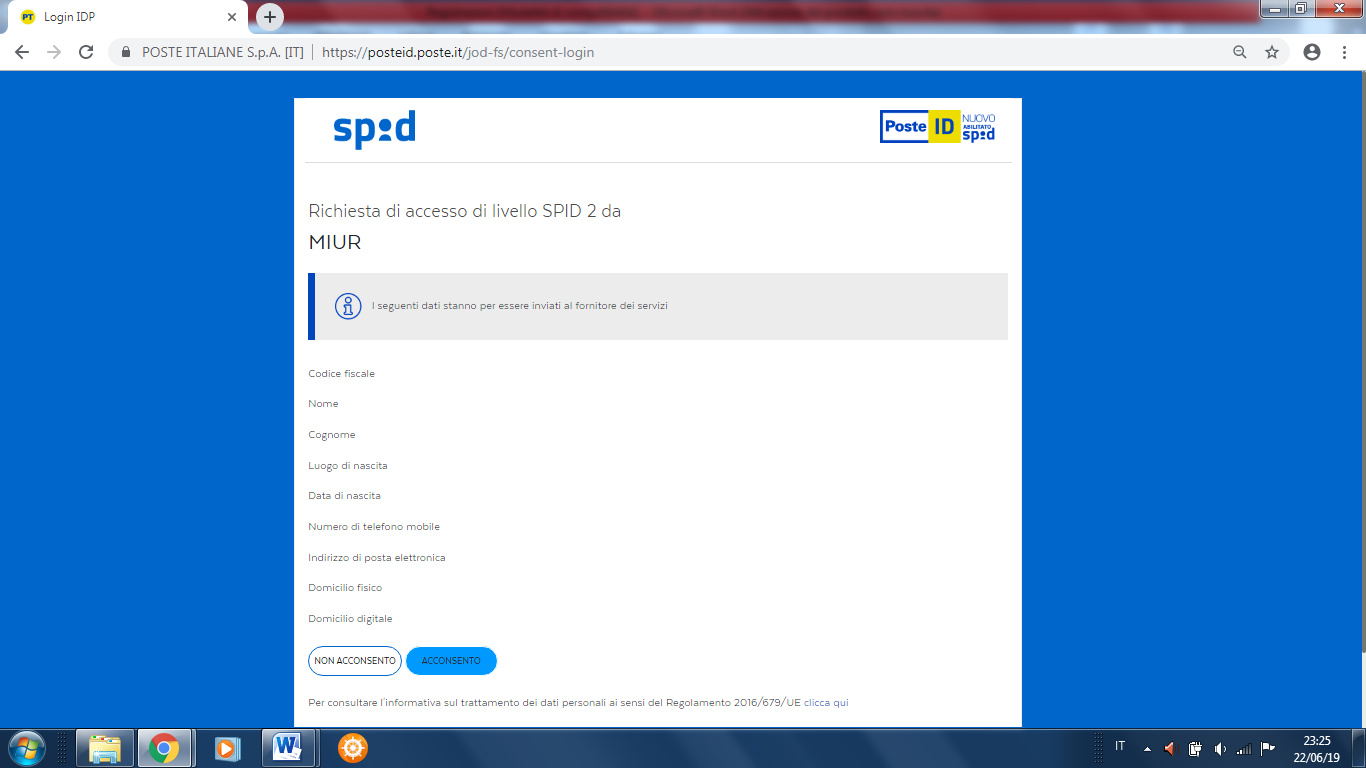 Login IDP
POSTE ITALIANE S.p.A. [IT] https://posteid.poste.it/jod-fs/consent-login
spid
Poste ID NUOVO ABILITATO spid
Richiesta di accesso di livello SPID 2 da
MIUR
I seguenti dati stanno per essere inviati al fornitore dei servizi
Codice fiscale
Nome
Cognome
Luogo di nascita
Data di nascita
Numero di telefono mobile
Indirizzo di posta elettronica
Domicilio fisico
Domicilio digitale
NON ACCONSENTO ACCONSENTO
Per consultare l'informativa sul trattamento dei dati personali ai sensi del Regolamento 2016/679/UE clicca qui
IT 23:25
22/06/19